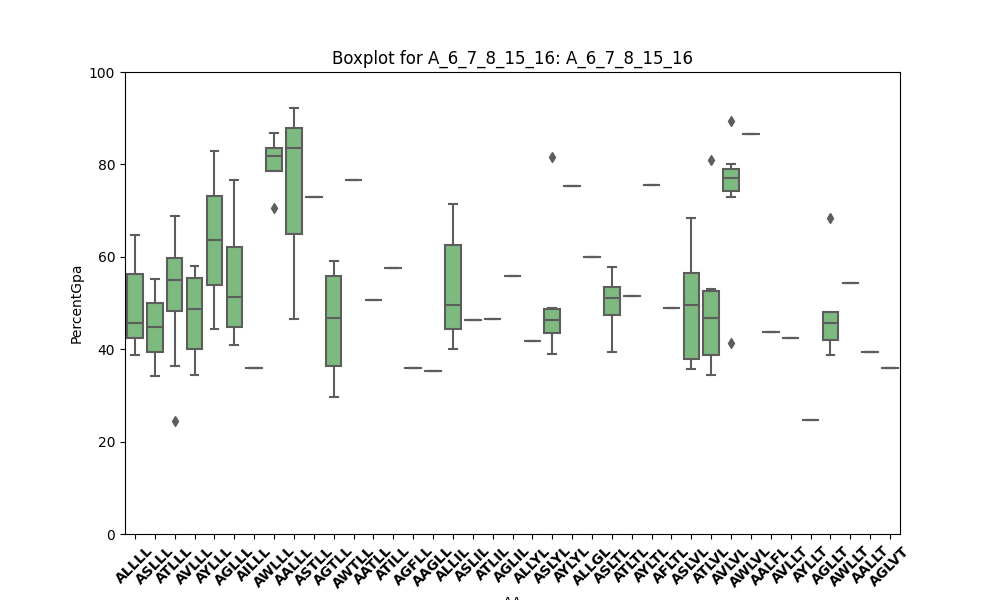 Boxplot for A_6_7_8_15_16: A_6_7_8_15_16
100
80
60
40
20
0
PercentGpa
ALLLL
ASLLL
ATLLL
AVLLL
AYLLL
AGLLL
AILLL
AWLLL
AALLL
ASTLL
AGTLL
AWTLL
AATLL
ATILL
AGFLL
AAGLL
ALLIL
ASLIL
ATLIL
AGLIL
ALLYL
ASLYL
AYLYL
ALLGL
ASLTL
ATLTL
AYLTL
AFLTL
ASLVL
ATLVL
AVLVL
AWLVL
AALFL
AVLLT
AYLLT
AGLLT
AWLLT
AALLT
AGLVT